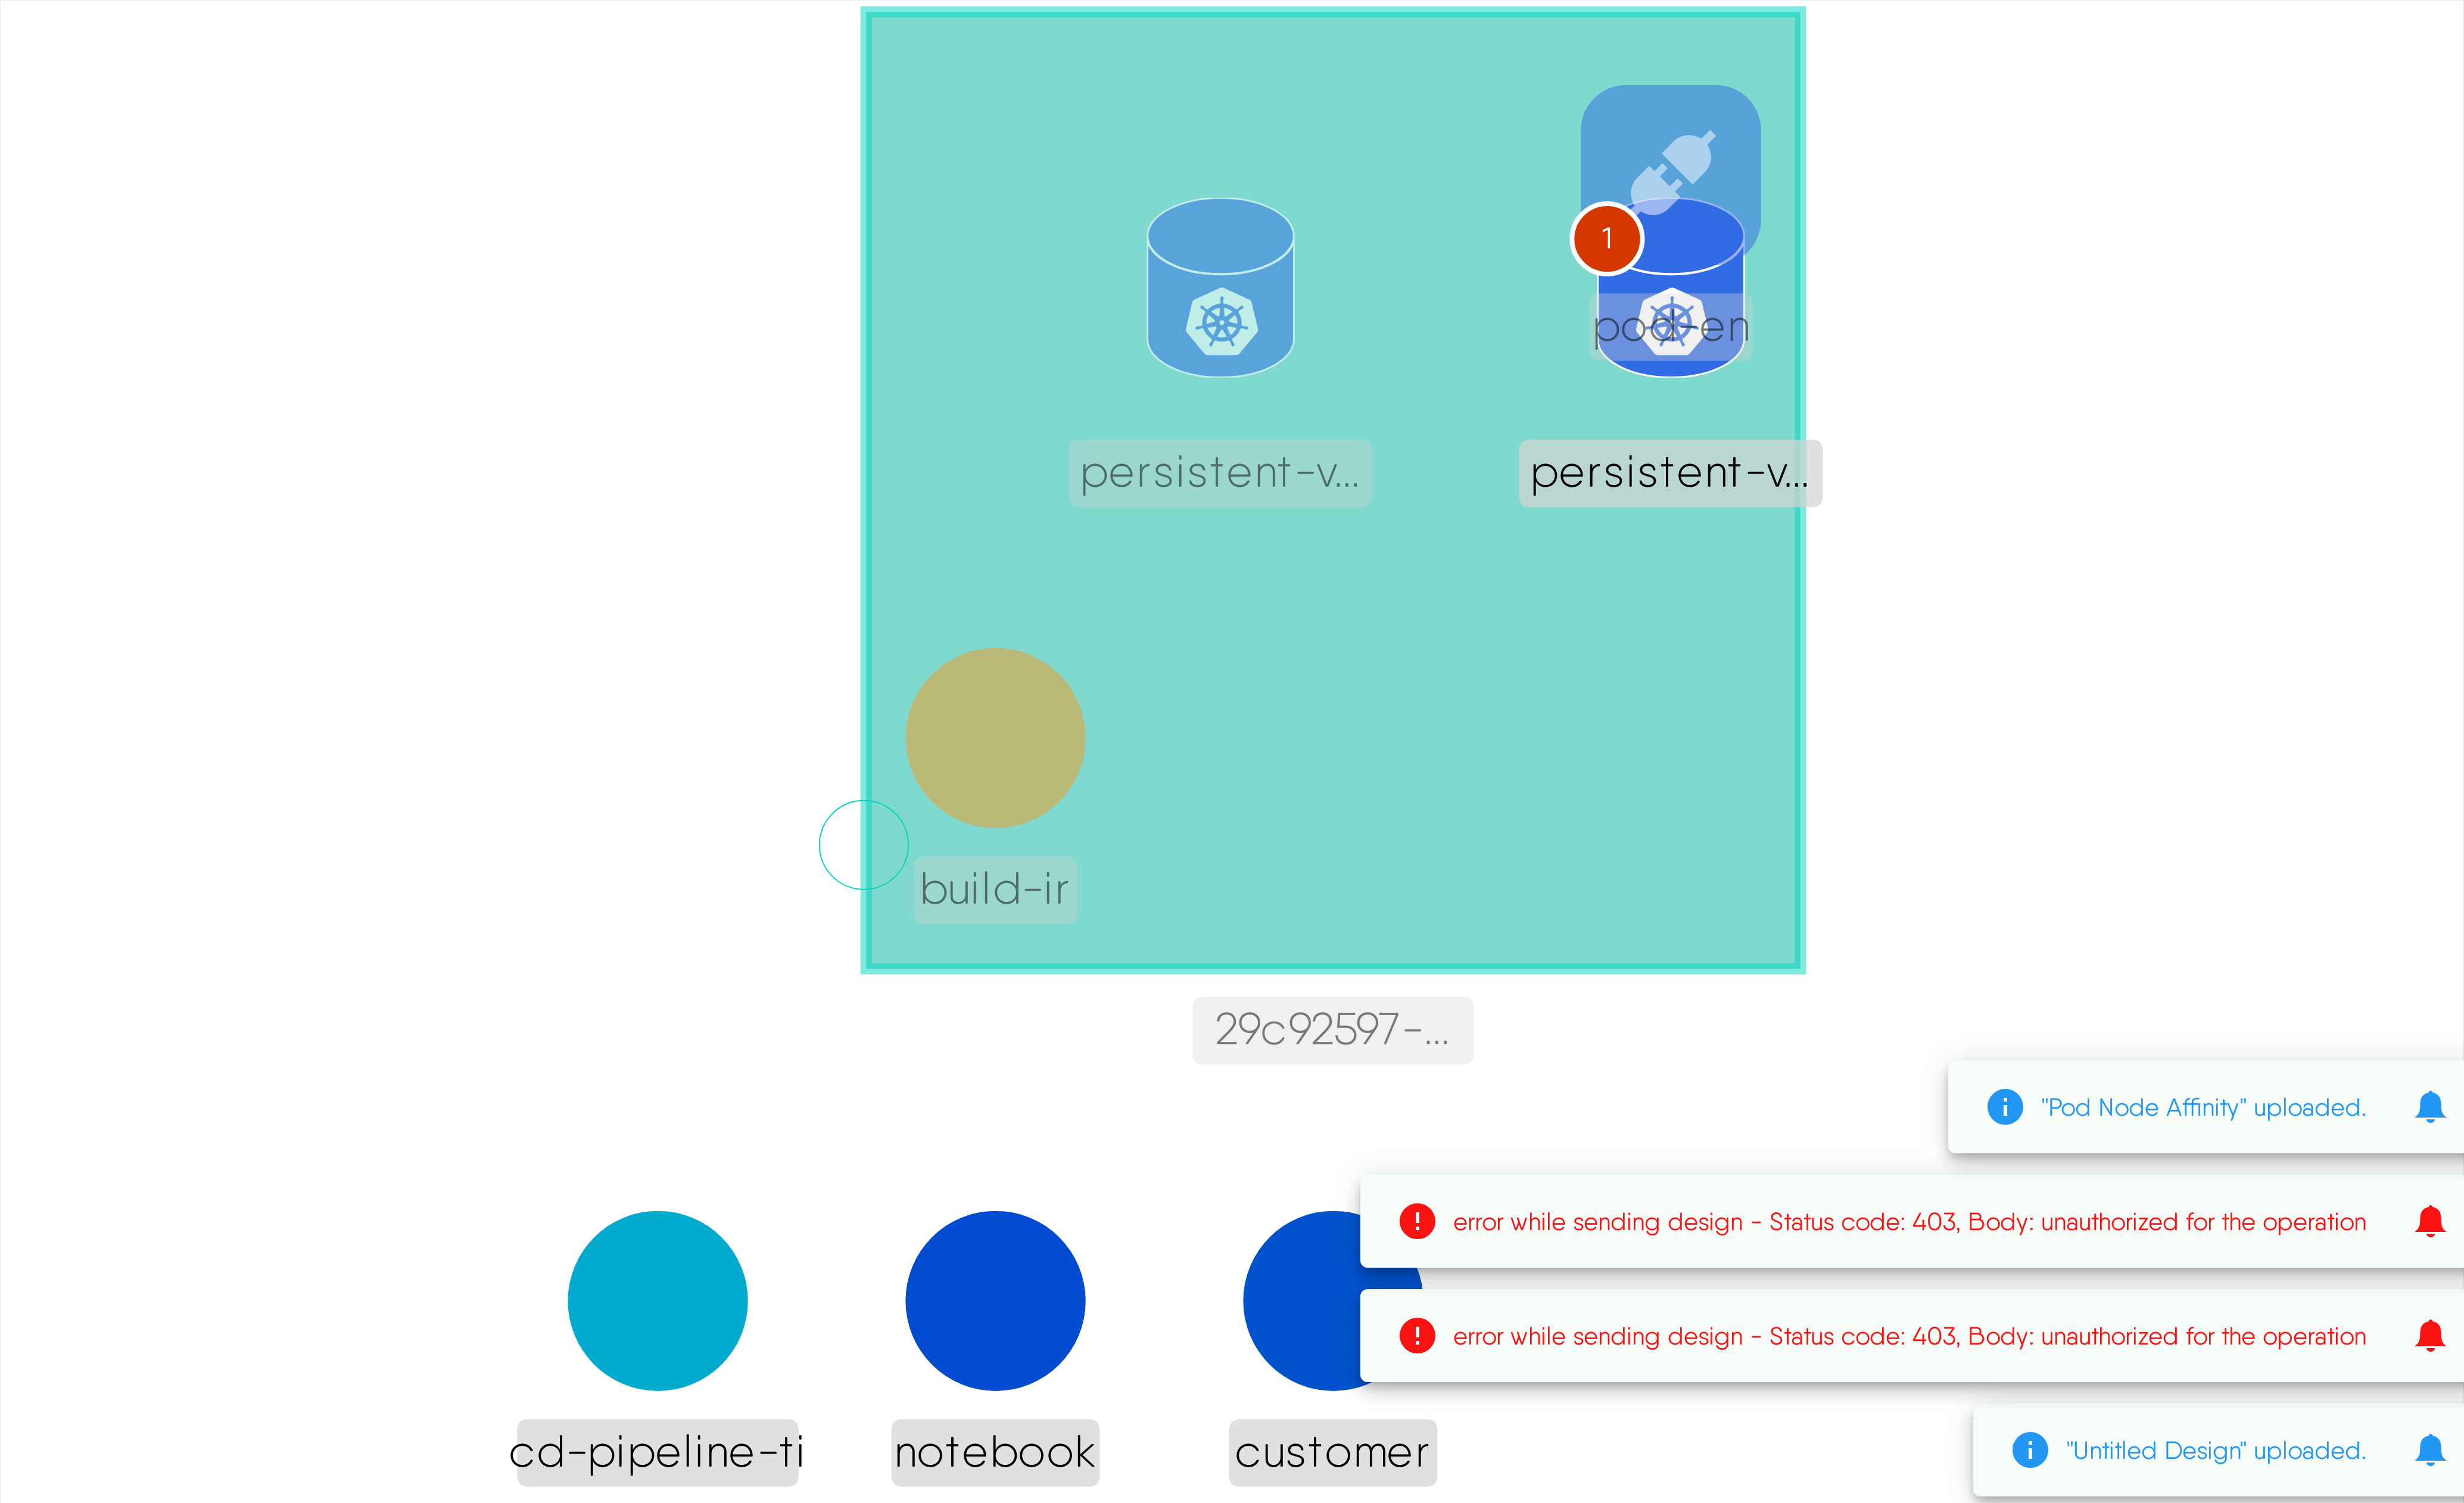 1
pod-en
persistent-v...
persistent-v...
build-ir
29c92597-...
"Pod Node Affinity" uploaded.
error while sending design - Status code: 403, Body: unauthorized for the operation
error while sending design - Status code: 403, Body: unauthorized for the operation
"Untitled Design" uploaded.
cd-pipeline-ti
notebook
customer